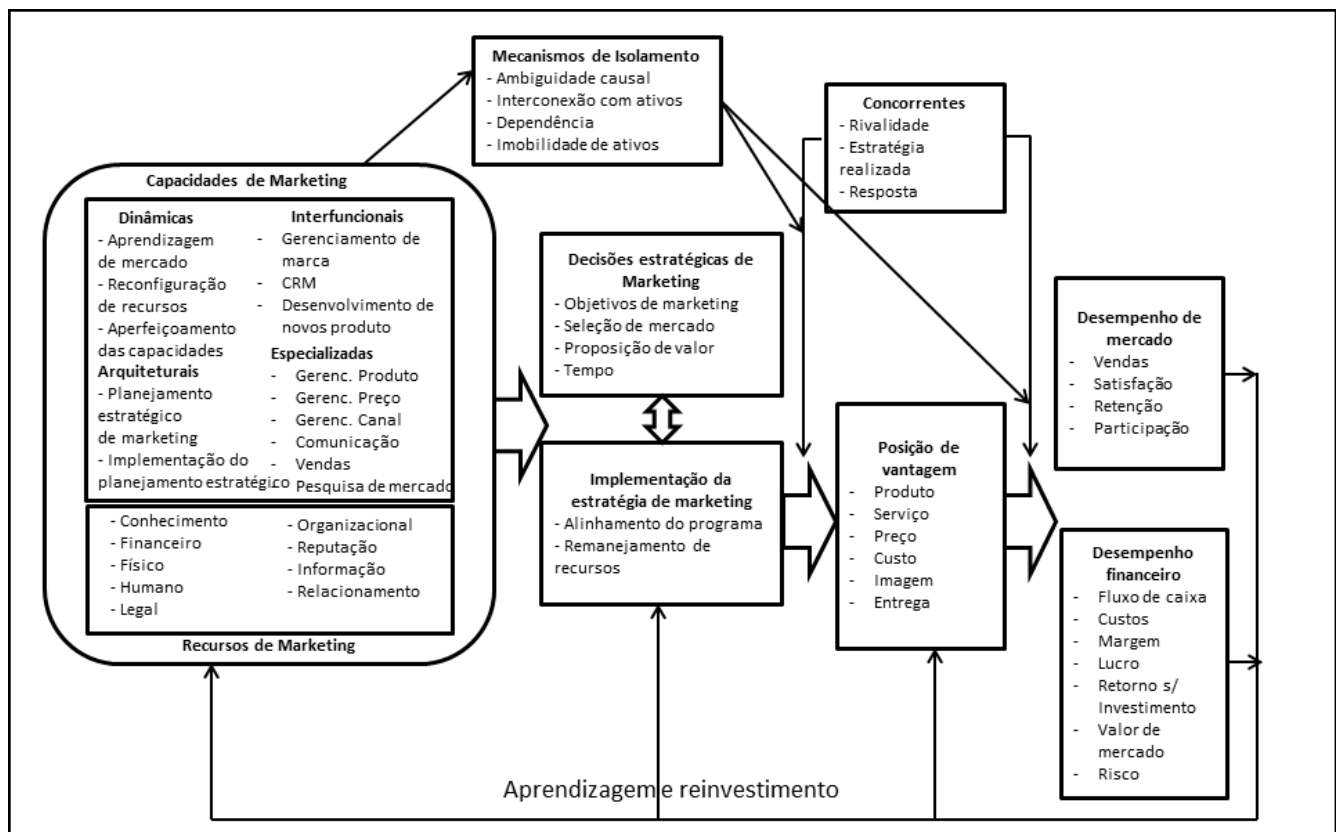 Mecanismos de Isolamento
- Ambiguidade causal
- Interconexão com ativos
- Dependência
- Imobilidade de ativos
Concorrentes
- Rivalidade
- Estratégia
realizada
- Resposta
Capacidades de Marketing
Dinâmicas
- Aprendizagem
de mercado
- Reconfiguração
de recursos
- Aperfeiçoamento
das capacidades
Arquiteturais
- Planejamento
estratégico
de marketing
- Implementação do
planejamento estratégico
Interfuncionais
- Gerenciamento de
marca
- CRM
- Desenvolvimento de
novos produto
Especializadas
- Gerenc. Produto
- Gerenc. Preço
- Gerenc. Canal
- Comunicação
- Vendas
- Pesquisa de mercado
- Conhecimento
- Financeiro
- Físico
- Humano
- Legal
- Organizacional
- Reputação
- Informação
- Relacionamento
Recursos de Marketing
Decisões estratégicas de
Marketing
- Objetivos de marketing
- Seleção de mercado
- Proposição de valor
- Tempo
Implementação da
estratégia de marketing
- Alinhamento do programa
- Remanejamento de
recursos
Posição de
vantagem
- Produto
- Serviço
- Preço
- Custo
- Imagem
- Entrega
Desempenho de
mercado
- Vendas
- Satisfação
- Retenção
- Participação
Desempenho
financeiro
- Fluxo de caixa
- Custos
- Margem
- Lucro
- Retorno s/
Investimento
- Valor de
mercado
- Risco
Aprendizagem e reinvestimento